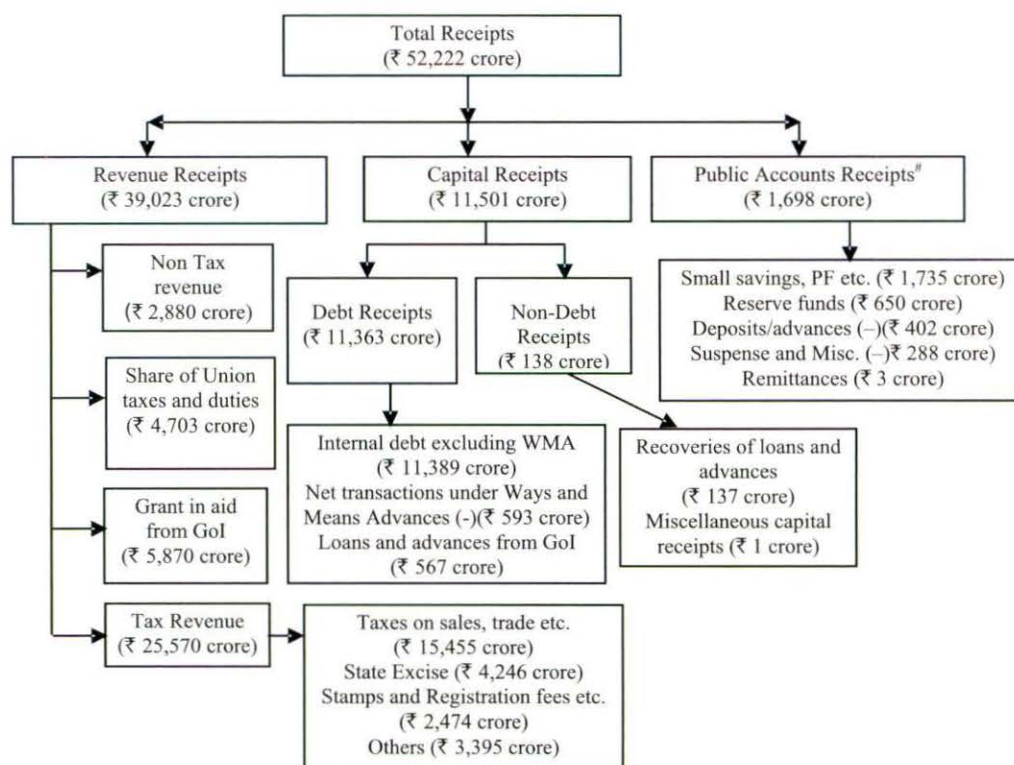 Total Receipts
(₹ 52,222 crore)
Revenue Receipts
(₹ 39,023 crore)
Capital Receipts
(₹ 11,501 crore)
Public Accounts Receipts#
(₹ 1,698 crore)
Non Tax
revenue
(₹ 2,880 crore)
Share of Union
taxes and duties
(₹ 4,703 crore)
Grant in aid
from GoI
(₹ 5,870 crore)
Tax Revenue
(₹ 25,570 crore)
Taxes on sales, trade etc.
(₹ 15,455 crore)
State Excise (₹ 4,246 crore)
Stamps and Registration fees etc.
(₹ 2,474 crore)
Others (₹ 3,395 crore)
Debt Receipts
(₹ 11,363 crore)
Non-Debt
Receipts
(₹ 138 crore)
Internal debt excluding WMA
(₹ 11,389 crore)
Net transactions under Ways and
Means Advances (-)(₹ 593 crore)
Loans and advances from GoI
(₹ 567 crore)
Recoveries of loans and
advances
(₹ 137 crore)
Miscellaneous capital
receipts (₹ 1 crore)
Small savings, PF etc. (₹ 1,735 crore)
Reserve funds (₹ 650 crore)
Deposits/advances (–)(₹ 402 crore)
Suspense and Misc. (–)₹ 288 crore)
Remittances (₹ 3 crore)